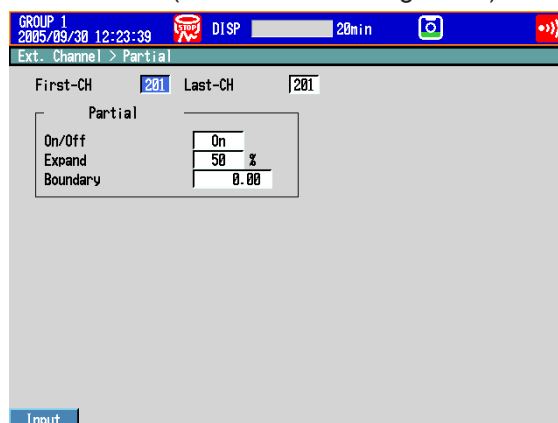 GROUP 1
2005/09/30 12:23:39 STOP DISP 20min
Ext. Channel > Partial
First-CH 201 Last-CH 201
Partial
On/Off On
Expand 50 %
Boundary 0.00
Input